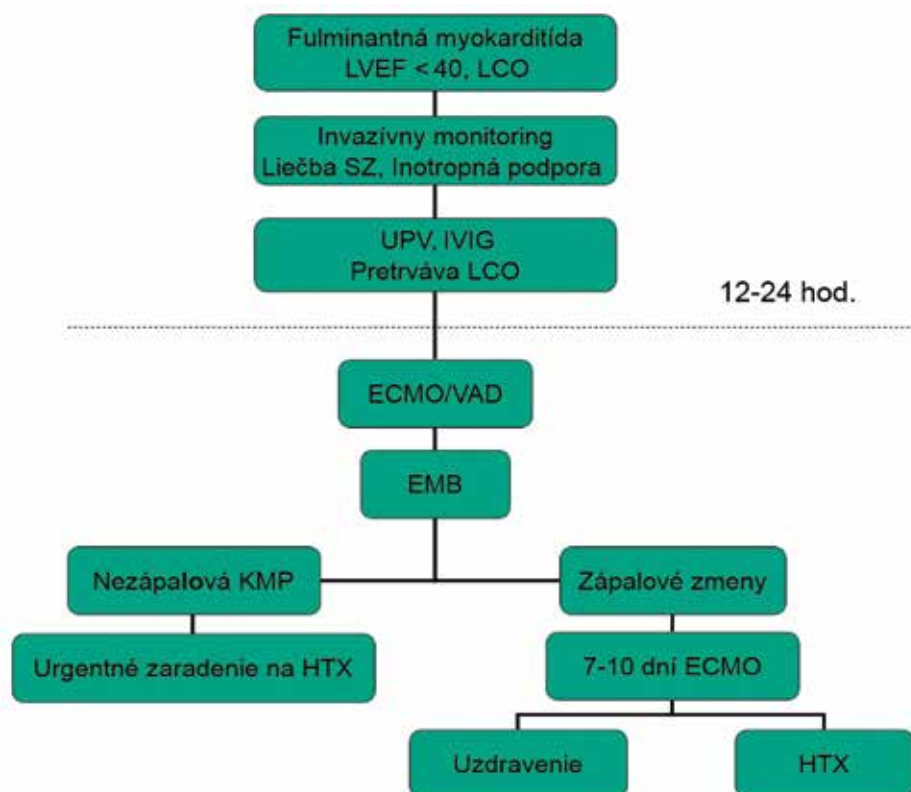 Fulminantná myokarditída
LVEF < 40, LCO
Invazívny monitoring
Liečba SZ, Inotropná podpora
UPV, IVIG
Pretrváva LCO
12-24 hod.
ECMO/VAD
EMB
Nezápalová KMP
Zápalové zmeny
Urgentné zaradenie na HTX
7-10 dní ECMO
Uzdravenie
HTX